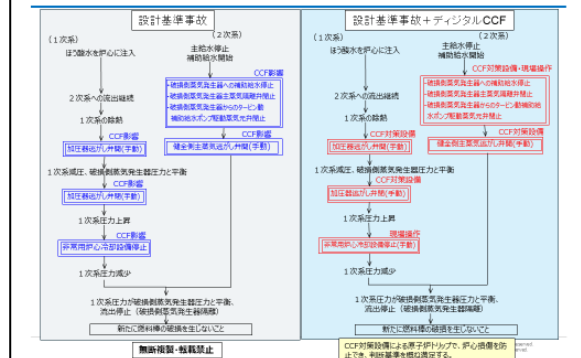 設計基準事故
(1次系)
(2次系)
ほう酸水を炉心に注入
主給水停止
補助給水開始
CCF影響
・破損側蒸気発生器への補助給水停止
・破損側蒸気発生器主蒸気隔離弁閉止
・破損側蒸気発生器からのタービン動
補助給水ポンプ駆動蒸気元弁閉止
2次系への流出継続
1次系の除熱
CCF影響
加圧器逃がし弁開(手動)
CCF影響
健全側主蒸気逃がし弁開(手動)
1次系減圧、破損側蒸気発生器圧力と平衡
CCF影響
加圧器逃がし弁閉(手動)
1次系圧力上昇
CCF影響
非常用炉心冷却設備停止
1次系圧力減少
1次系圧力が破損側蒸気発生器圧力と平衡、
流出停止(破損側蒸気発生器隔離)
新たに燃料棒の破損を生じないこと
無断複製・転載禁止
設計基準事故+ディジタルCCF
(1次系)
(2次系)
ほう酸水を炉心に注入
主給水停止
補助給水開始
CCF対策設備・現場操作
・破損側蒸気発生器への補助給水停止
・破損側蒸気発生器主蒸気隔離弁閉止
・破損側蒸気発生器からのタービン動補助給
水ポンプ駆動蒸気元弁閉止
2次系への流出継続
1次系の除熱
CCF対策設備
加圧器逃がし弁開(手動)
CCF対策設備
健全側主蒸気逃がし弁開(手動)
1次系減圧、破損側蒸気発生器圧力と平衡
CCF対策設備
加圧器逃がし弁閉(手動)
1次系圧力上昇
現場操作
非常用炉心冷却設備停止(手動)
1次系圧力減少
1次系圧力が破損側蒸気発生器圧力と平衡、
流出停止(破損側蒸気発生器隔離)
新たに燃料棒の破損を生じないこと
CCF対策設備による原子炉トリップで、炉心損傷を防
止でき、判断基準を概ね満足する。